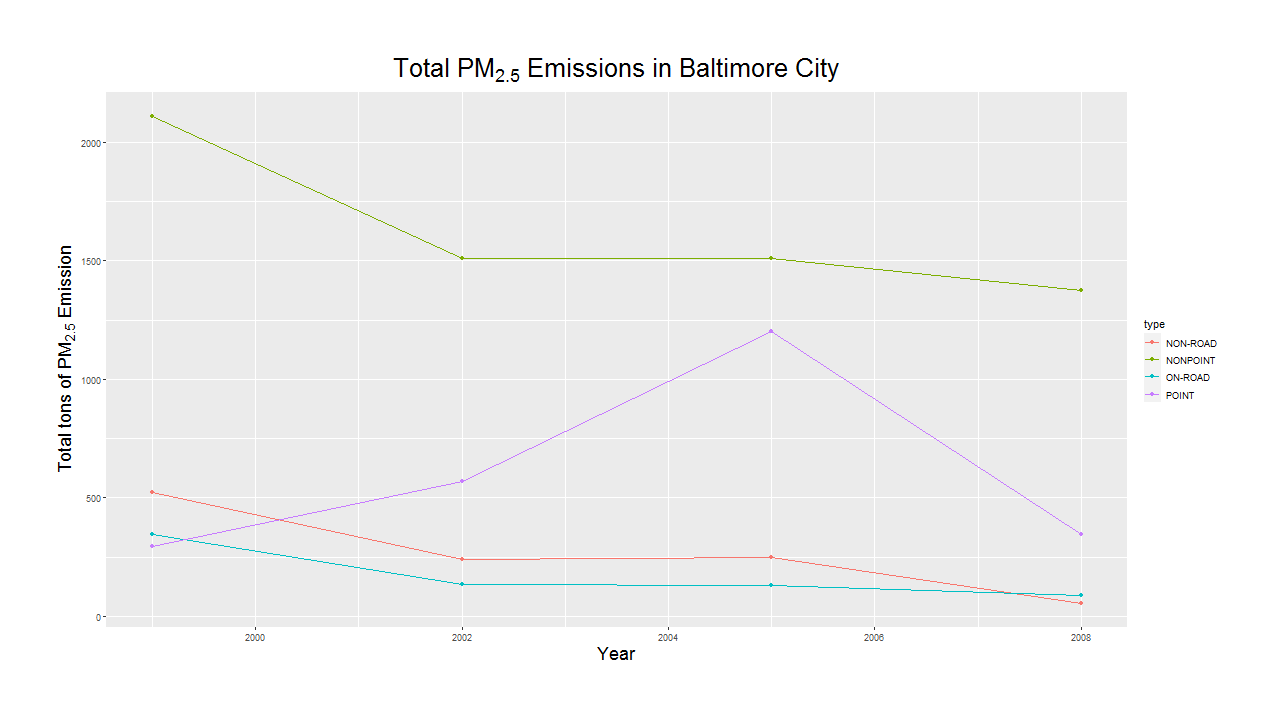 Total PM2.5 Emissions in Baltimore City
Total tons of PM2.5 Emission
2000
1500
1000
500
0
2000 2002 2004 2006 2008
Year
type
NON-ROAD
NONPOINT
ON-ROAD
POINT